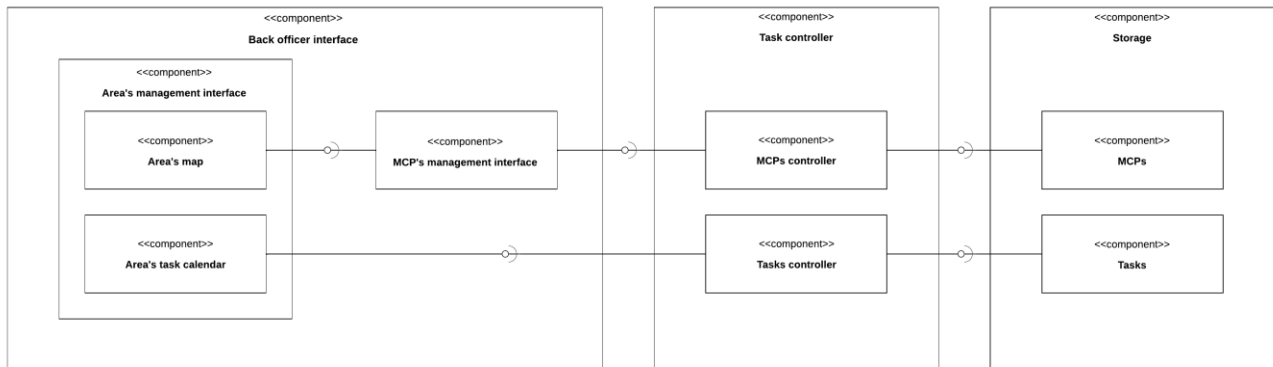 <<component>>
Back officer interface
<<component>>
Task controller
<<component>>
Storage
<<component>>
Area's management interface
<<component>>
Area's map
<<component>>
MCP's management interface
<<component>>
MCPs controller
<<component>>
MCPs
<<component>>
Area's task calendar
<<component>>
Tasks controller
<<component>>
Tasks